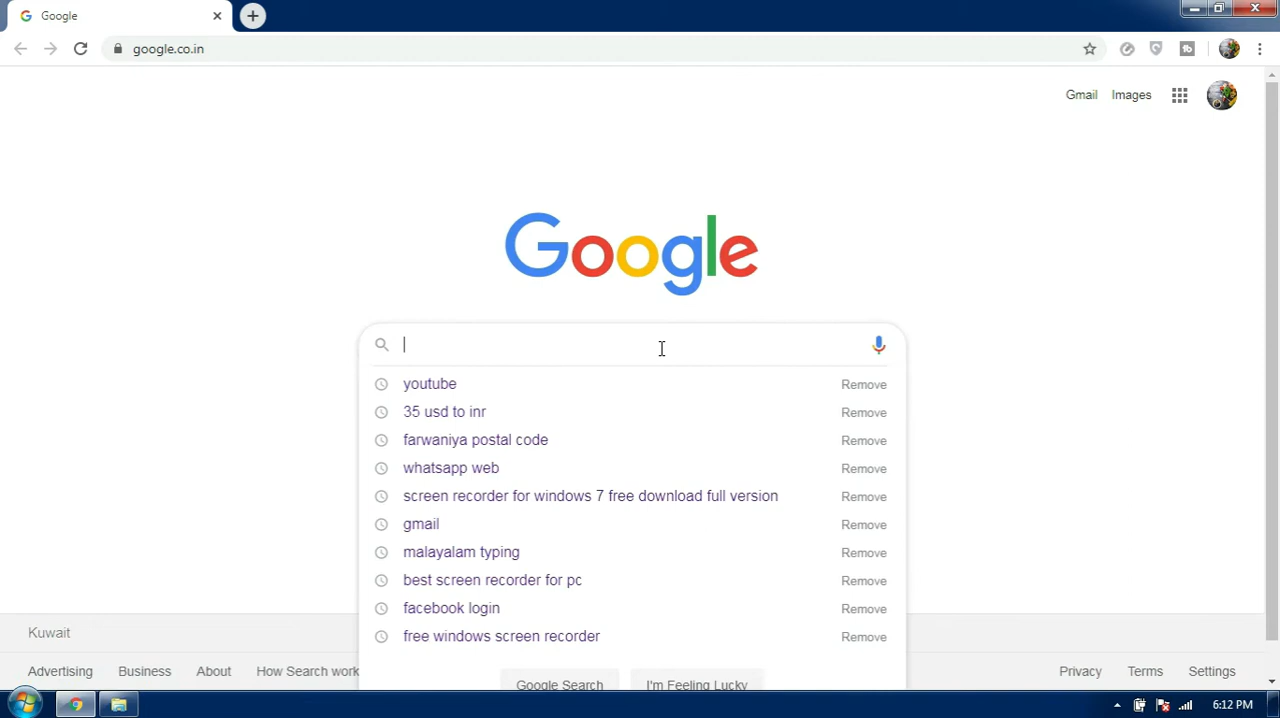 Google
google.co.in
Gmail Images
Google
youtube Remove
35 usd to inr Remove
farwaniya postal code Remove
whatsapp web Remove
screen recorder for windows 7 free download full version Remove
gmail Remove
malayalam typing Remove
best screen recorder for pc Remove
facebook login Remove
free windows screen recorder Remove
Kuwait
Google Search I'm Feeling Lucky
Advertising Business About How Search work Privacy Terms Settings
6:12 PM